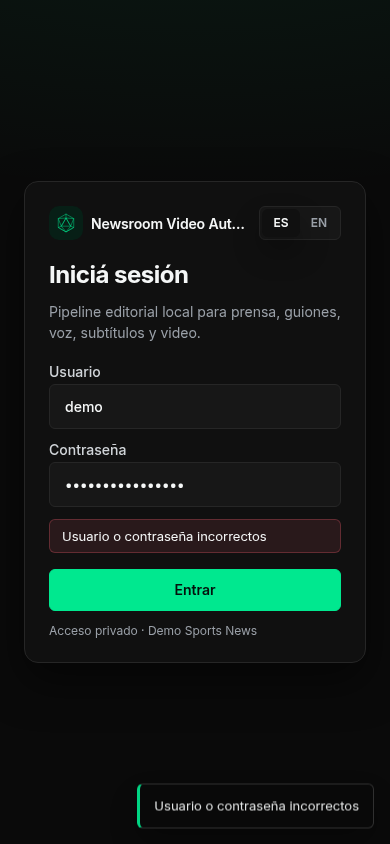 Newsroom Video Aut...
ES
EN
Iniciá sesión
Pipeline editorial local para prensa, guiones,
voz, subtítulos y video.
Usuario
demo
Contraseña
••••••••••••••••
Usuario o contraseña incorrectos
Entrar
Acceso privado · Demo Sports News
Usuario o contraseña incorrectos